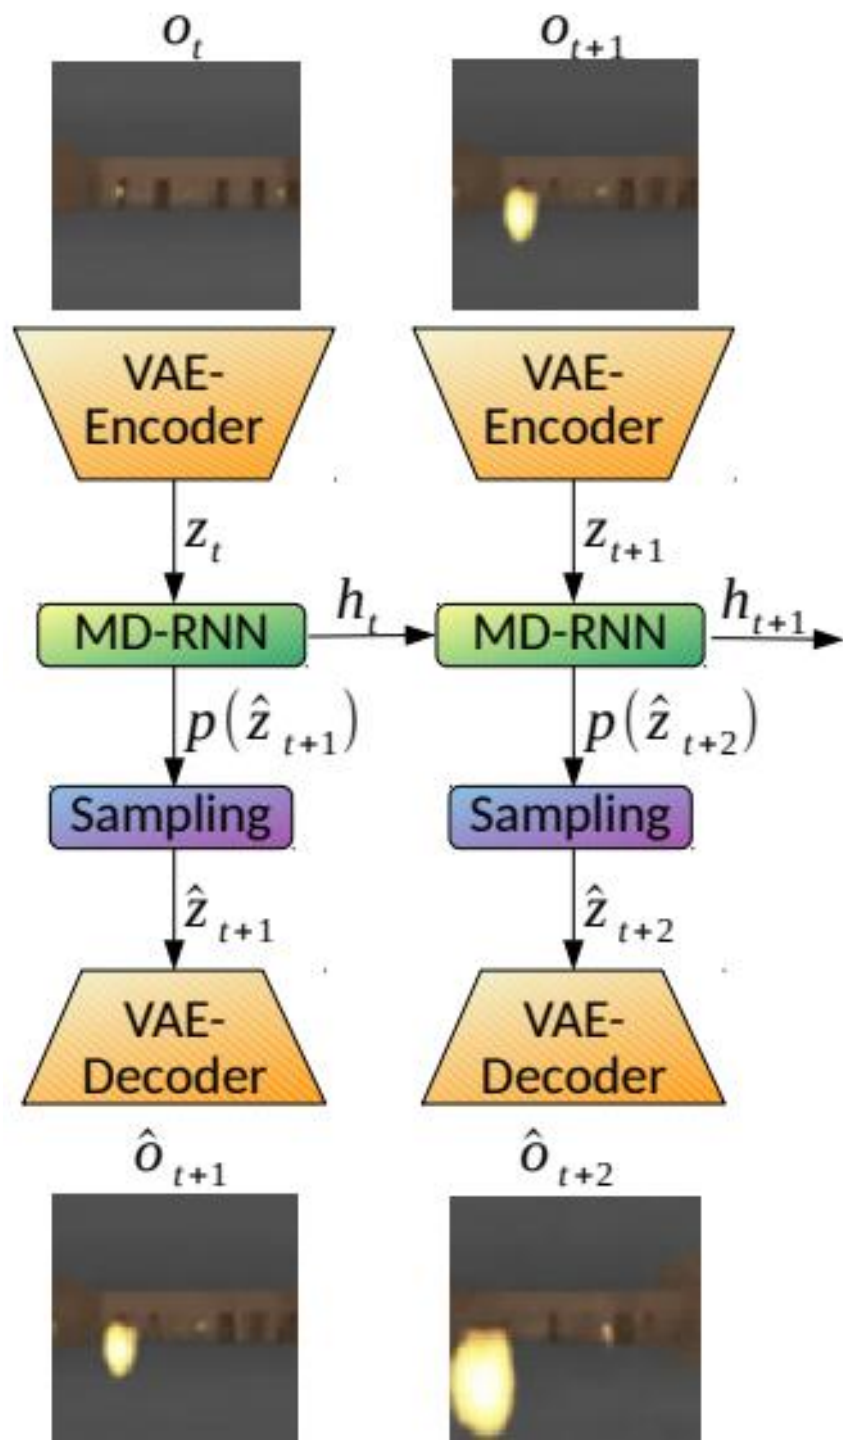 o_t
o_{t+1}
VAE-
Encoder
VAE-
Encoder
z_t
z_{t+1}
MD-RNN
h_t
MD-RNN
h_{t+1}
p(ẑ_{t+1})
p(ẑ_{t+2})
Sampling
Sampling
ẑ_{t+1}
ẑ_{t+2}
VAE-
Decoder
VAE-
Decoder
ô_{t+1}
ô_{t+2}